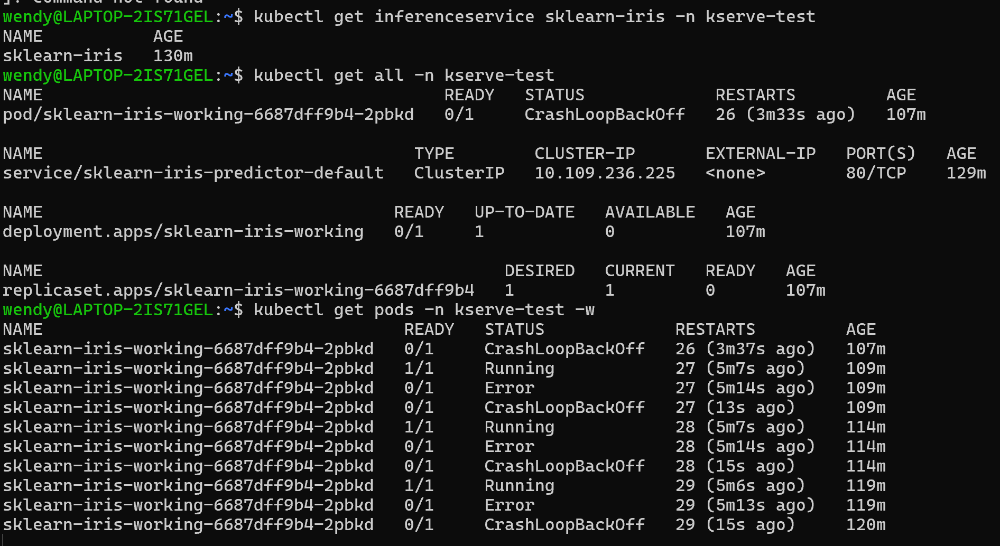 ]: command not found
wendy@LAPTOP-2IS71GEL:~$ kubectl get inferenceservice sklearn-iris -n kserve-test
NAME           AGE
sklearn-iris   130m
wendy@LAPTOP-2IS71GEL:~$ kubectl get all -n kserve-test
NAME                                        READY   STATUS             RESTARTS         AGE
pod/sklearn-iris-working-6687dff9b4-2pbkd   0/1     CrashLoopBackOff   26 (3m33s ago)   107m
NAME                                     TYPE        CLUSTER-IP       EXTERNAL-IP   PORT(S)   AGE
service/sklearn-iris-predictor-default   ClusterIP   10.109.236.225   <none>        80/TCP    129m
NAME                                   READY   UP-TO-DATE   AVAILABLE   AGE
deployment.apps/sklearn-iris-working   0/1     1            0           107m
NAME                                              DESIRED   CURRENT   READY   AGE
replicaset.apps/sklearn-iris-working-6687dff9b4   1         1         0       107m
wendy@LAPTOP-2IS71GEL:~$ kubectl get pods -n kserve-test -w
NAME                                    READY   STATUS             RESTARTS         AGE
sklearn-iris-working-6687dff9b4-2pbkd   0/1     CrashLoopBackOff   26 (3m37s ago)   107m
sklearn-iris-working-6687dff9b4-2pbkd   1/1     Running            27 (5m7s ago)    109m
sklearn-iris-working-6687dff9b4-2pbkd   0/1     Error              27 (5m14s ago)   109m
sklearn-iris-working-6687dff9b4-2pbkd   0/1     CrashLoopBackOff   27 (13s ago)     109m
sklearn-iris-working-6687dff9b4-2pbkd   1/1     Running            28 (5m7s ago)    114m
sklearn-iris-working-6687dff9b4-2pbkd   0/1     Error              28 (5m14s ago)   114m
sklearn-iris-working-6687dff9b4-2pbkd   0/1     CrashLoopBackOff   28 (15s ago)     114m
sklearn-iris-working-6687dff9b4-2pbkd   1/1     Running            29 (5m6s ago)    119m
sklearn-iris-working-6687dff9b4-2pbkd   0/1     Error              29 (5m13s ago)   119m
sklearn-iris-working-6687dff9b4-2pbkd   0/1     CrashLoopBackOff   29 (15s ago)     120m